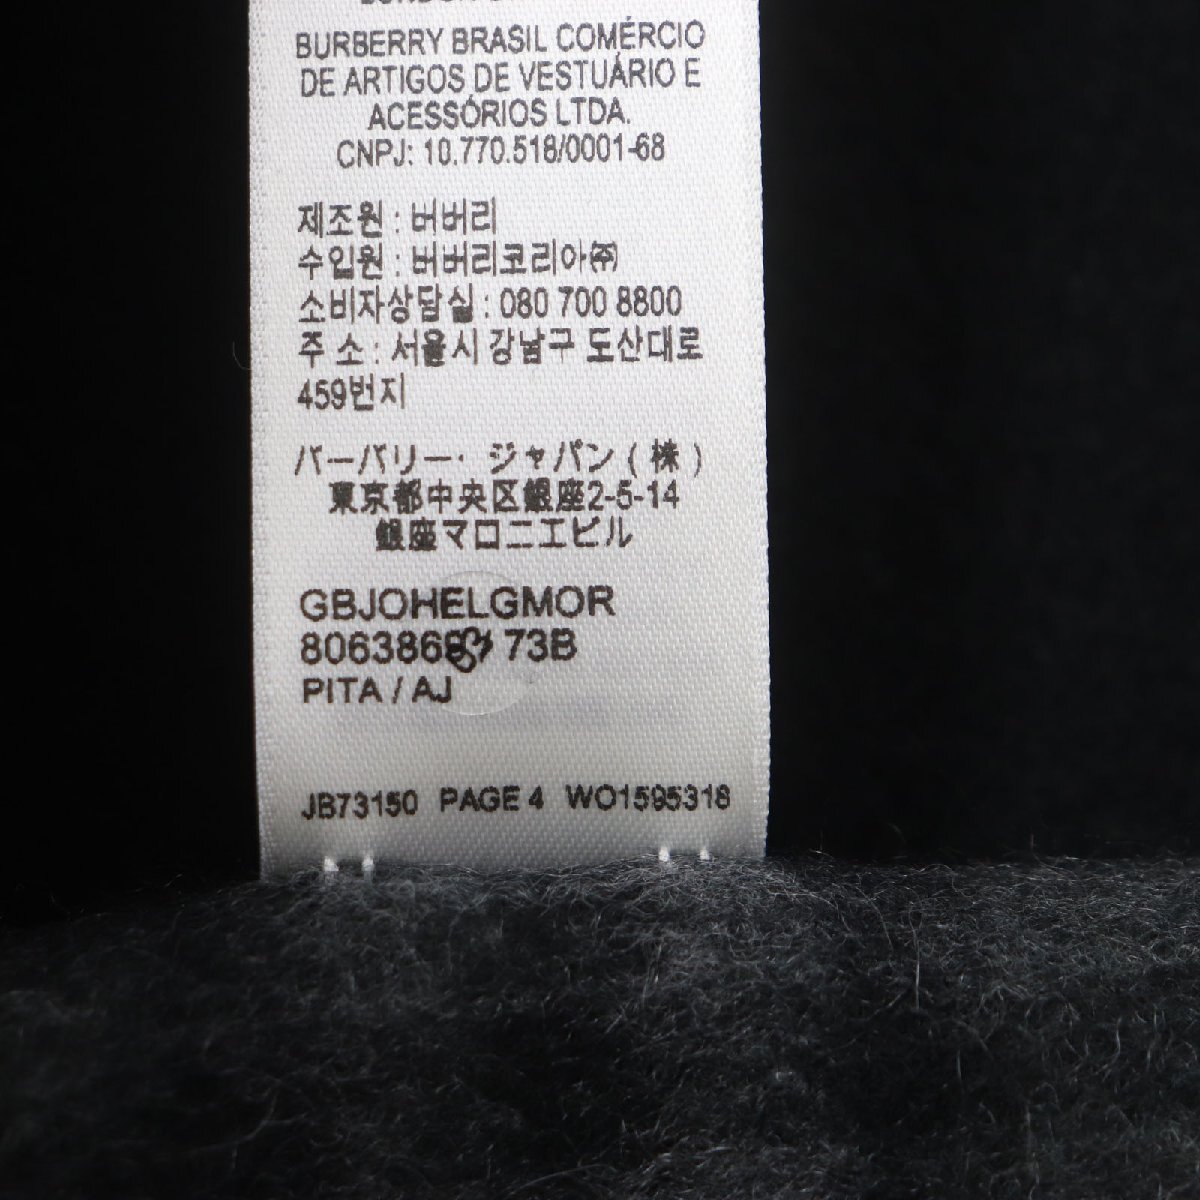 BURBERRY BRASIL COMÉRCIO
DE ARTIGOS DE VESTUÁRIO E
ACESSÓRIOS LTDA.
CNPJ: 10.770.518/0001-68
제조원 : 버버리
수입원 : 버버리코리아㈜
소비자상담실 : 080 700 8800
주 소 : 서울시 강남구 도산대로
459번지
バーバリー・ジャパン ( 株 )
東京都中央区銀座2-5-14
銀座マロニエビル
GBJOHELGMOR
73B
PITA / AJ
JB73150 PAGE 4 WO1595318